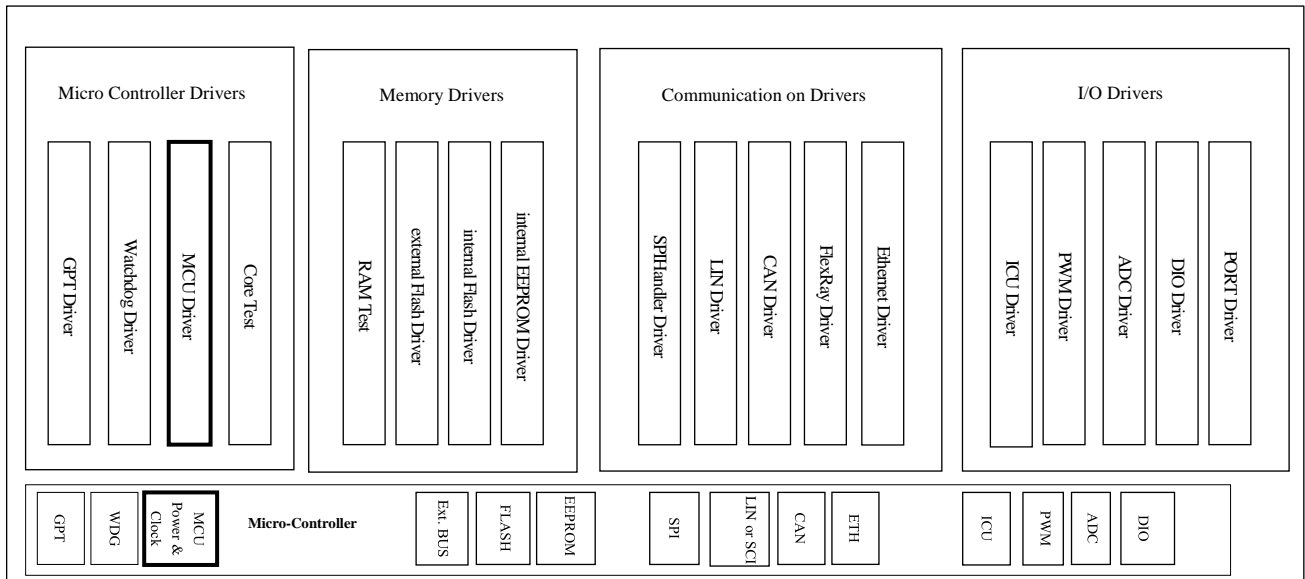 Micro Controller Drivers
GPT Driver
Watchdog Driver
MCU Driver
Core Test
Memory Drivers
RAM Test
external Flash Driver
internal Flash Driver
internal EEPROM Driver
Communication on Drivers
SPIHandler Driver
LIN Driver
CAN Driver
FlexRay Driver
Ethernet Driver
I/O Drivers
ICU Driver
PWM Driver
ADC Driver
DIO Driver
PORT Driver
GPT
WDG
MCU
Power &
Clock
Micro-Controller
Ext. BUS
FLASH
EEPROM
SPI
LIN or SCI
CAN
ETH
ICU
PWM
ADC
DIO